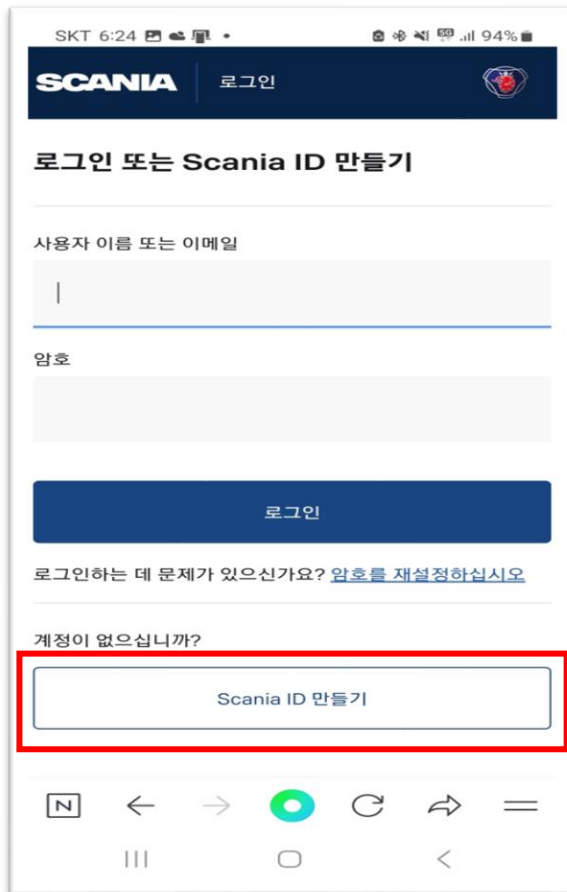 SKT 6:24
94%
SCANIA 로그인
로그인 또는 Scania ID 만들기
사용자 이름 또는 이메일
암호
로그인
로그인하는 데 문제가 있으신가요? 암호를 재설정하십시오
계정이 없으십니까?
Scania ID 만들기
N